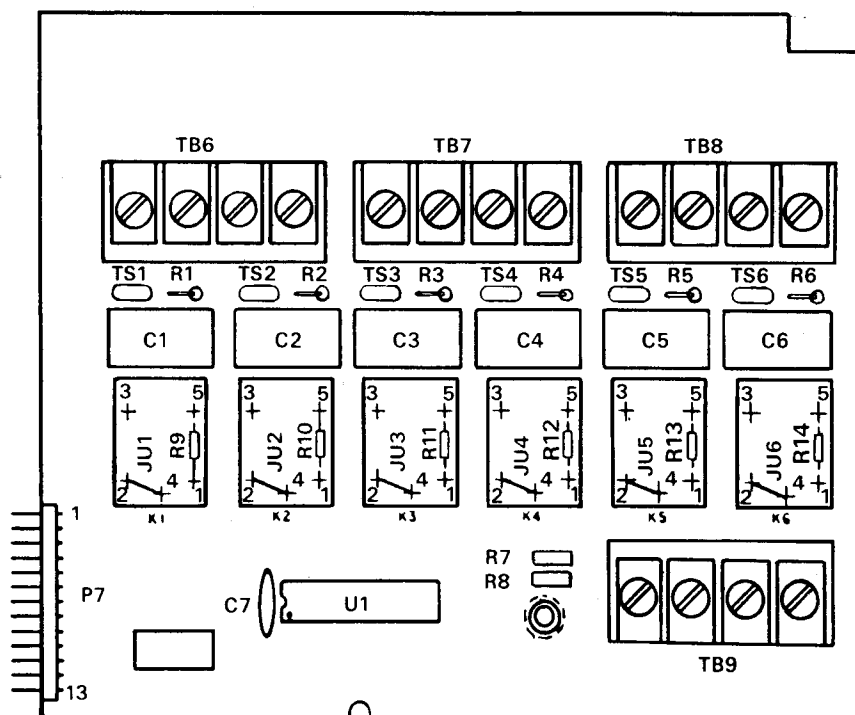 TB6 TB7 TB8
TS1 R1 TS2 R2 TS3 R3 TS4 R4 TS5 R5 TS6 R6
C1 C2 C3 C4 C5 C6
3 5 3 5 3 5 3 5 3 5 3 5
JU1 R9 JU2 R10 JU3 R11 JU4 R12 JU5 R13 JU6 R14
2 4 1 2 4 1 2 4 1 2 4 1 2 4 1 2 4 1
K1 K2 K3 K4 K5 K6
1
R7
R8
P7 C7 U1
TB9
13